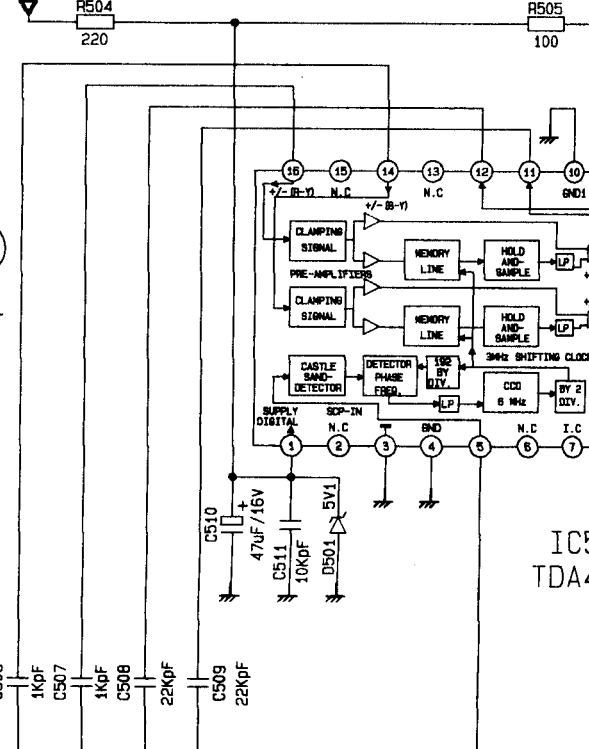 R504
220
R505
100
16
15
14
13
12
11
10
+/-(R-Y)
N.C
+/-(B-Y)
N.C
GND1
CLAMPING
SIGNAL
MEMORY
LINE
HOLD
AND-
SAMPLE
LP
PRE-AMPLIFIERS
CLAMPING
SIGNAL
MEMORY
LINE
HOLD
AND-
SAMPLE
LP
3MHz SHIFTING CLOCK
CASTLE
SAND-
DETECTOR
DETECTOR
PHASE
FREQ.
192
BY
DIV.
LP
CCO
6 MHz
BY 2
DIV.
SUPPLY
DIGITAL
SCP-IN
N.C
GND
N.C
I.C
1
2
3
4
5
6
7
C510
+
47uF/16V
C511
10KpF
D501
5V1
IC5
TDA4
1KpF
C507
1KpF
C508
22KpF
C509
22KpF